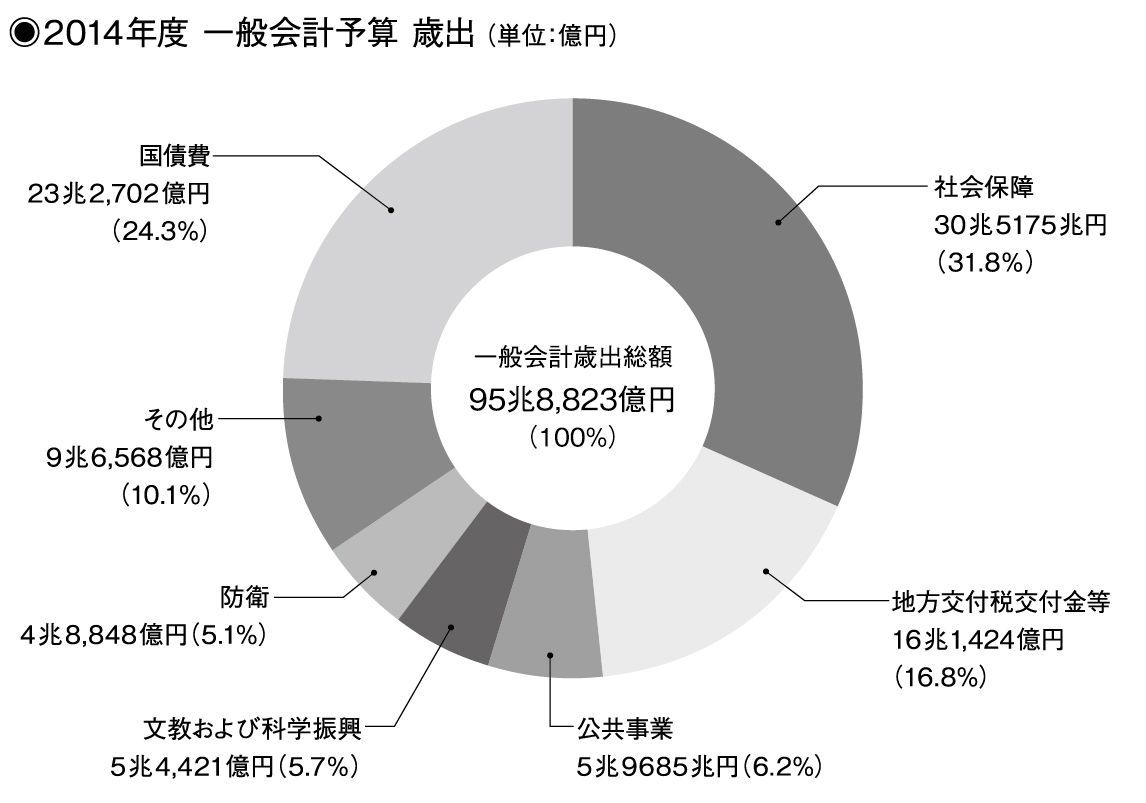 ◉2014年度 一般会計予算 歳出（単位：億円）
国債費
23兆2,702億円
（24.3％）
社会保障
30兆5175兆円
（31.8％）
一般会計歳出総額
95兆8,823億円
（100％）
その他
9兆6,568億円
（10.1％）
防衛
4兆8,848億円（5.1％）
地方交付税交付金等
16兆1,424億円
（16.8％）
文教および科学振興
5兆4,421億円（5.7％）
公共事業
5兆9685兆円（6.2％）